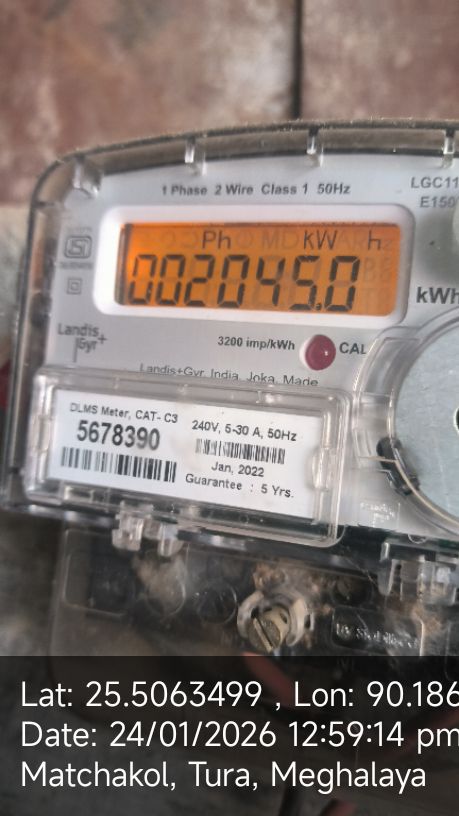 1 Phase 2 Wire Class 1 50Hz
LGC11
E150
Ph kW h
002045.0
kWh
Landis
Gyr+
3200 imp/kWh
CAL
Landis+Gyr, India, Joka, Made
DLMS Meter, CAT- C3
5678390
240V, 5-30 A, 50Hz
Jan, 2022
Guarantee : 5 Yrs.
Lat: 25.5063499 , Lon: 90.186
Date: 24/01/2026 12:59:14 pm
Matchakol, Tura, Meghalaya